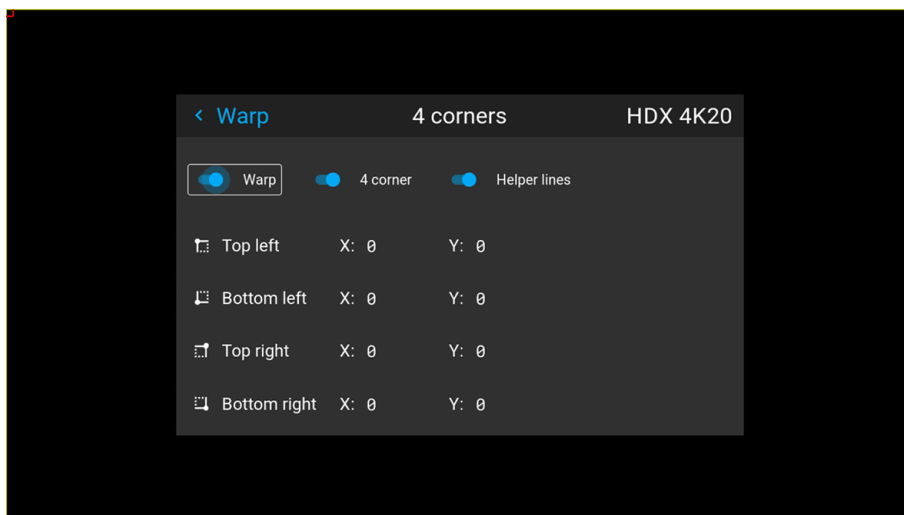 Warp 4 corners HDX 4K20
Warp 4 corner Helper lines
Top left X: 0 Y: 0
Bottom left X: 0 Y: 0
Top right X: 0 Y: 0
Bottom right X: 0 Y: 0